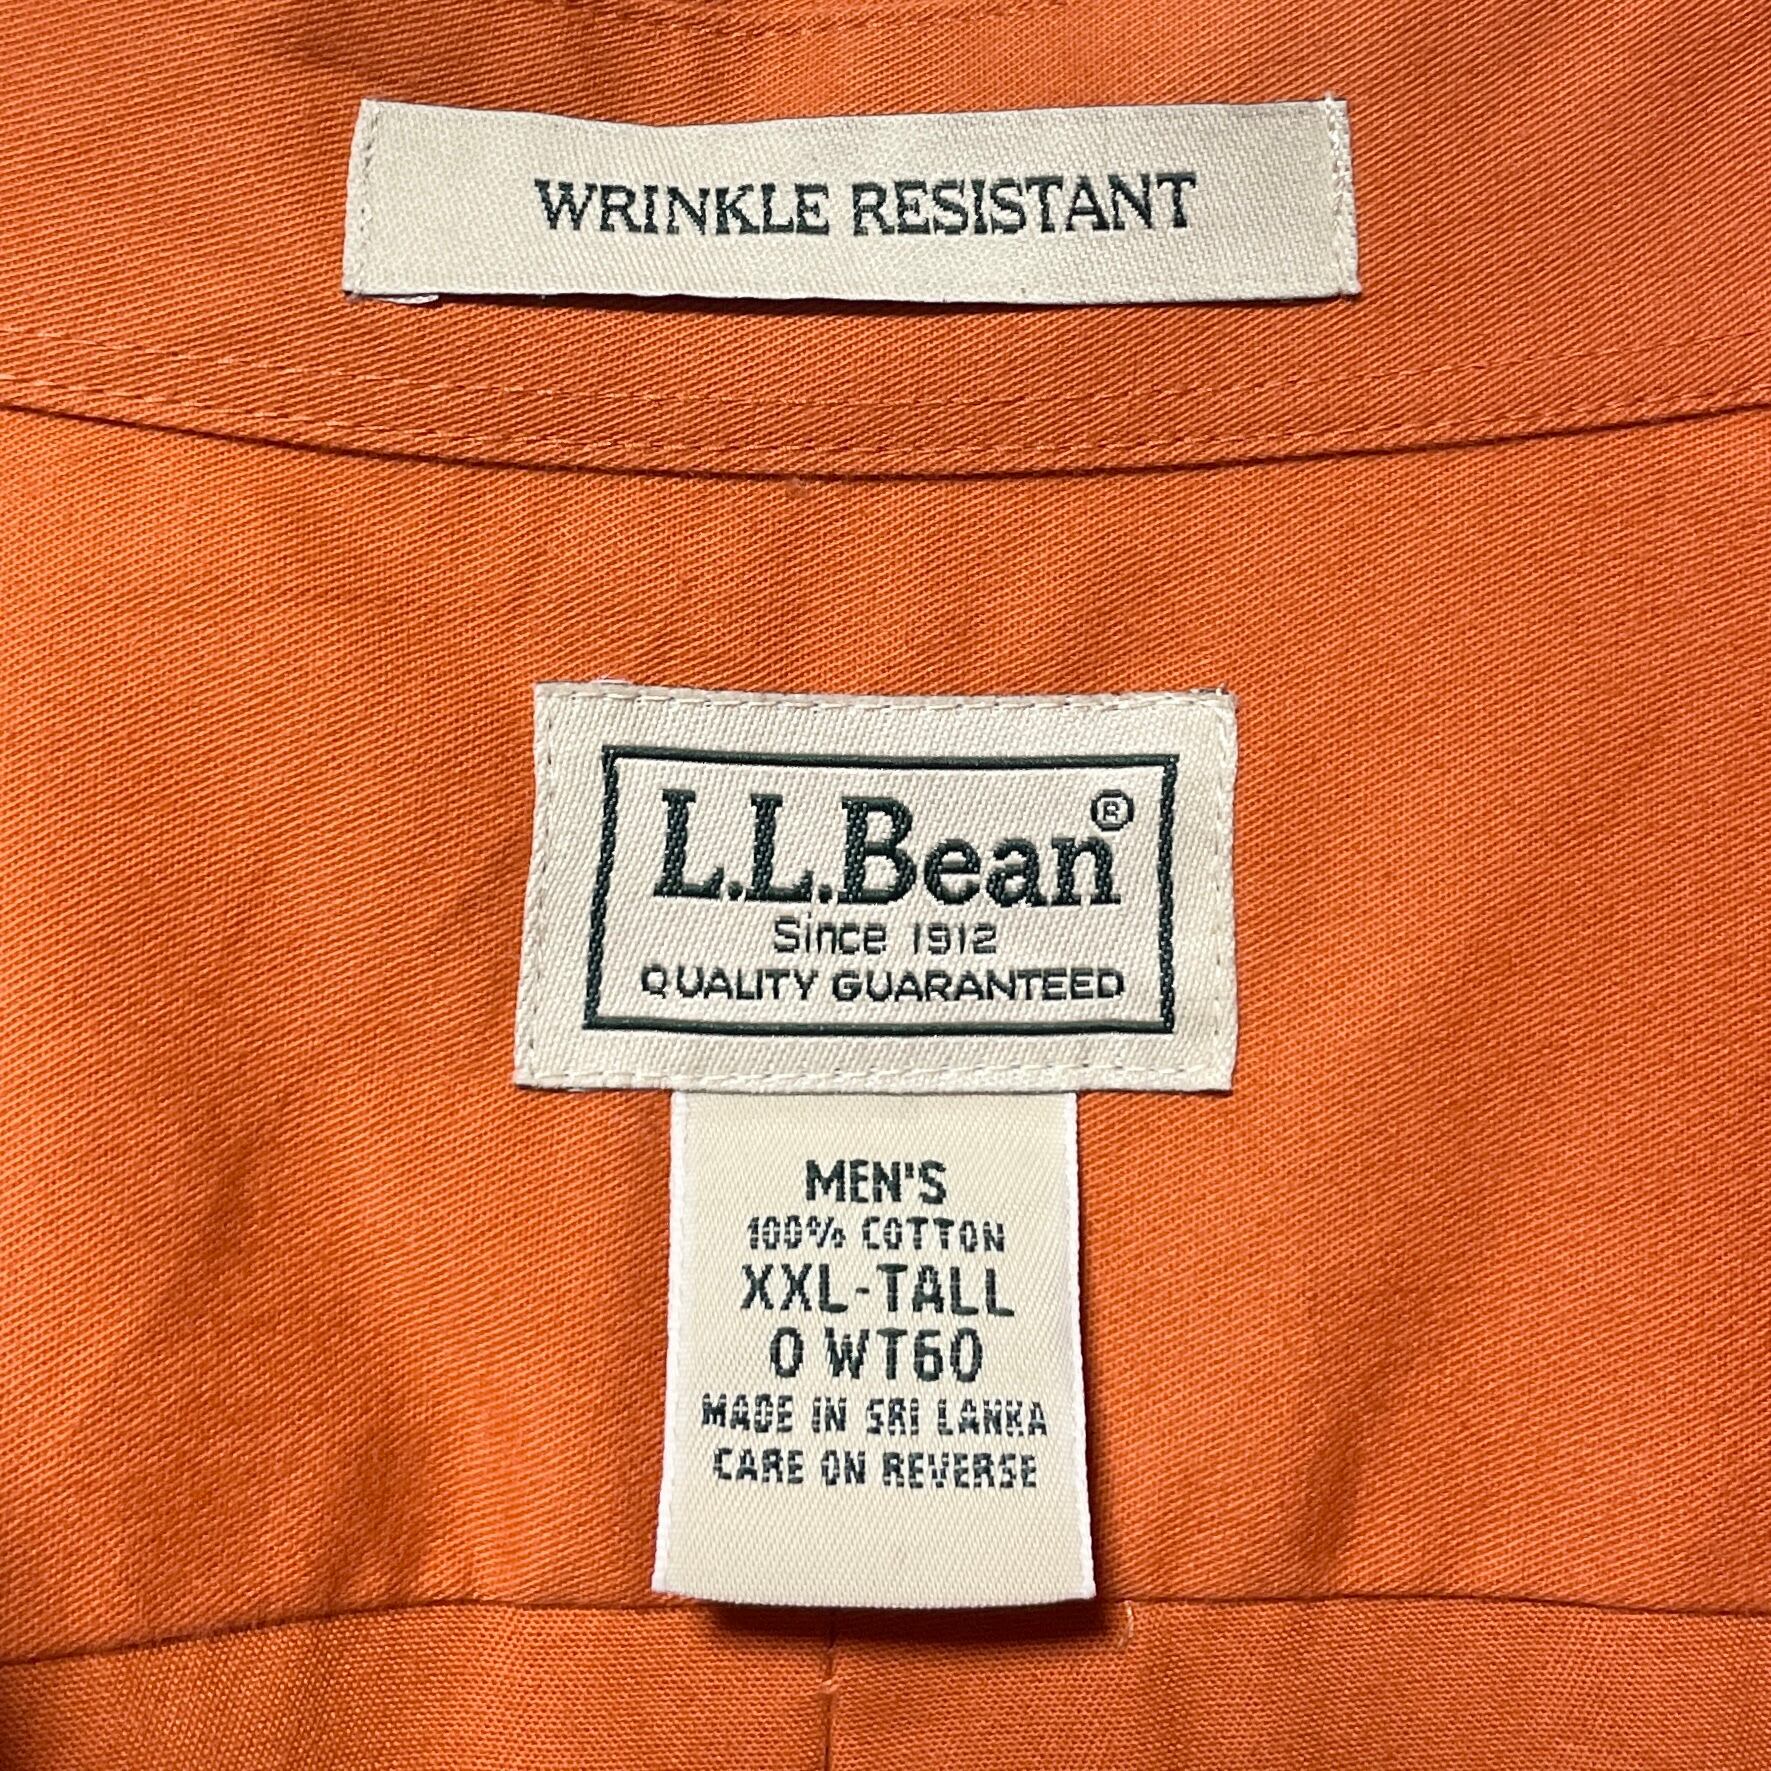 WRINKLE RESISTANT
L.L.Bean®
Since 1912
QUALITY GUARANTEED
MEN'S
100% COTTON
XXL-TALL
0 WT60
MADE IN SRI LANKA
CARE ON REVERSE